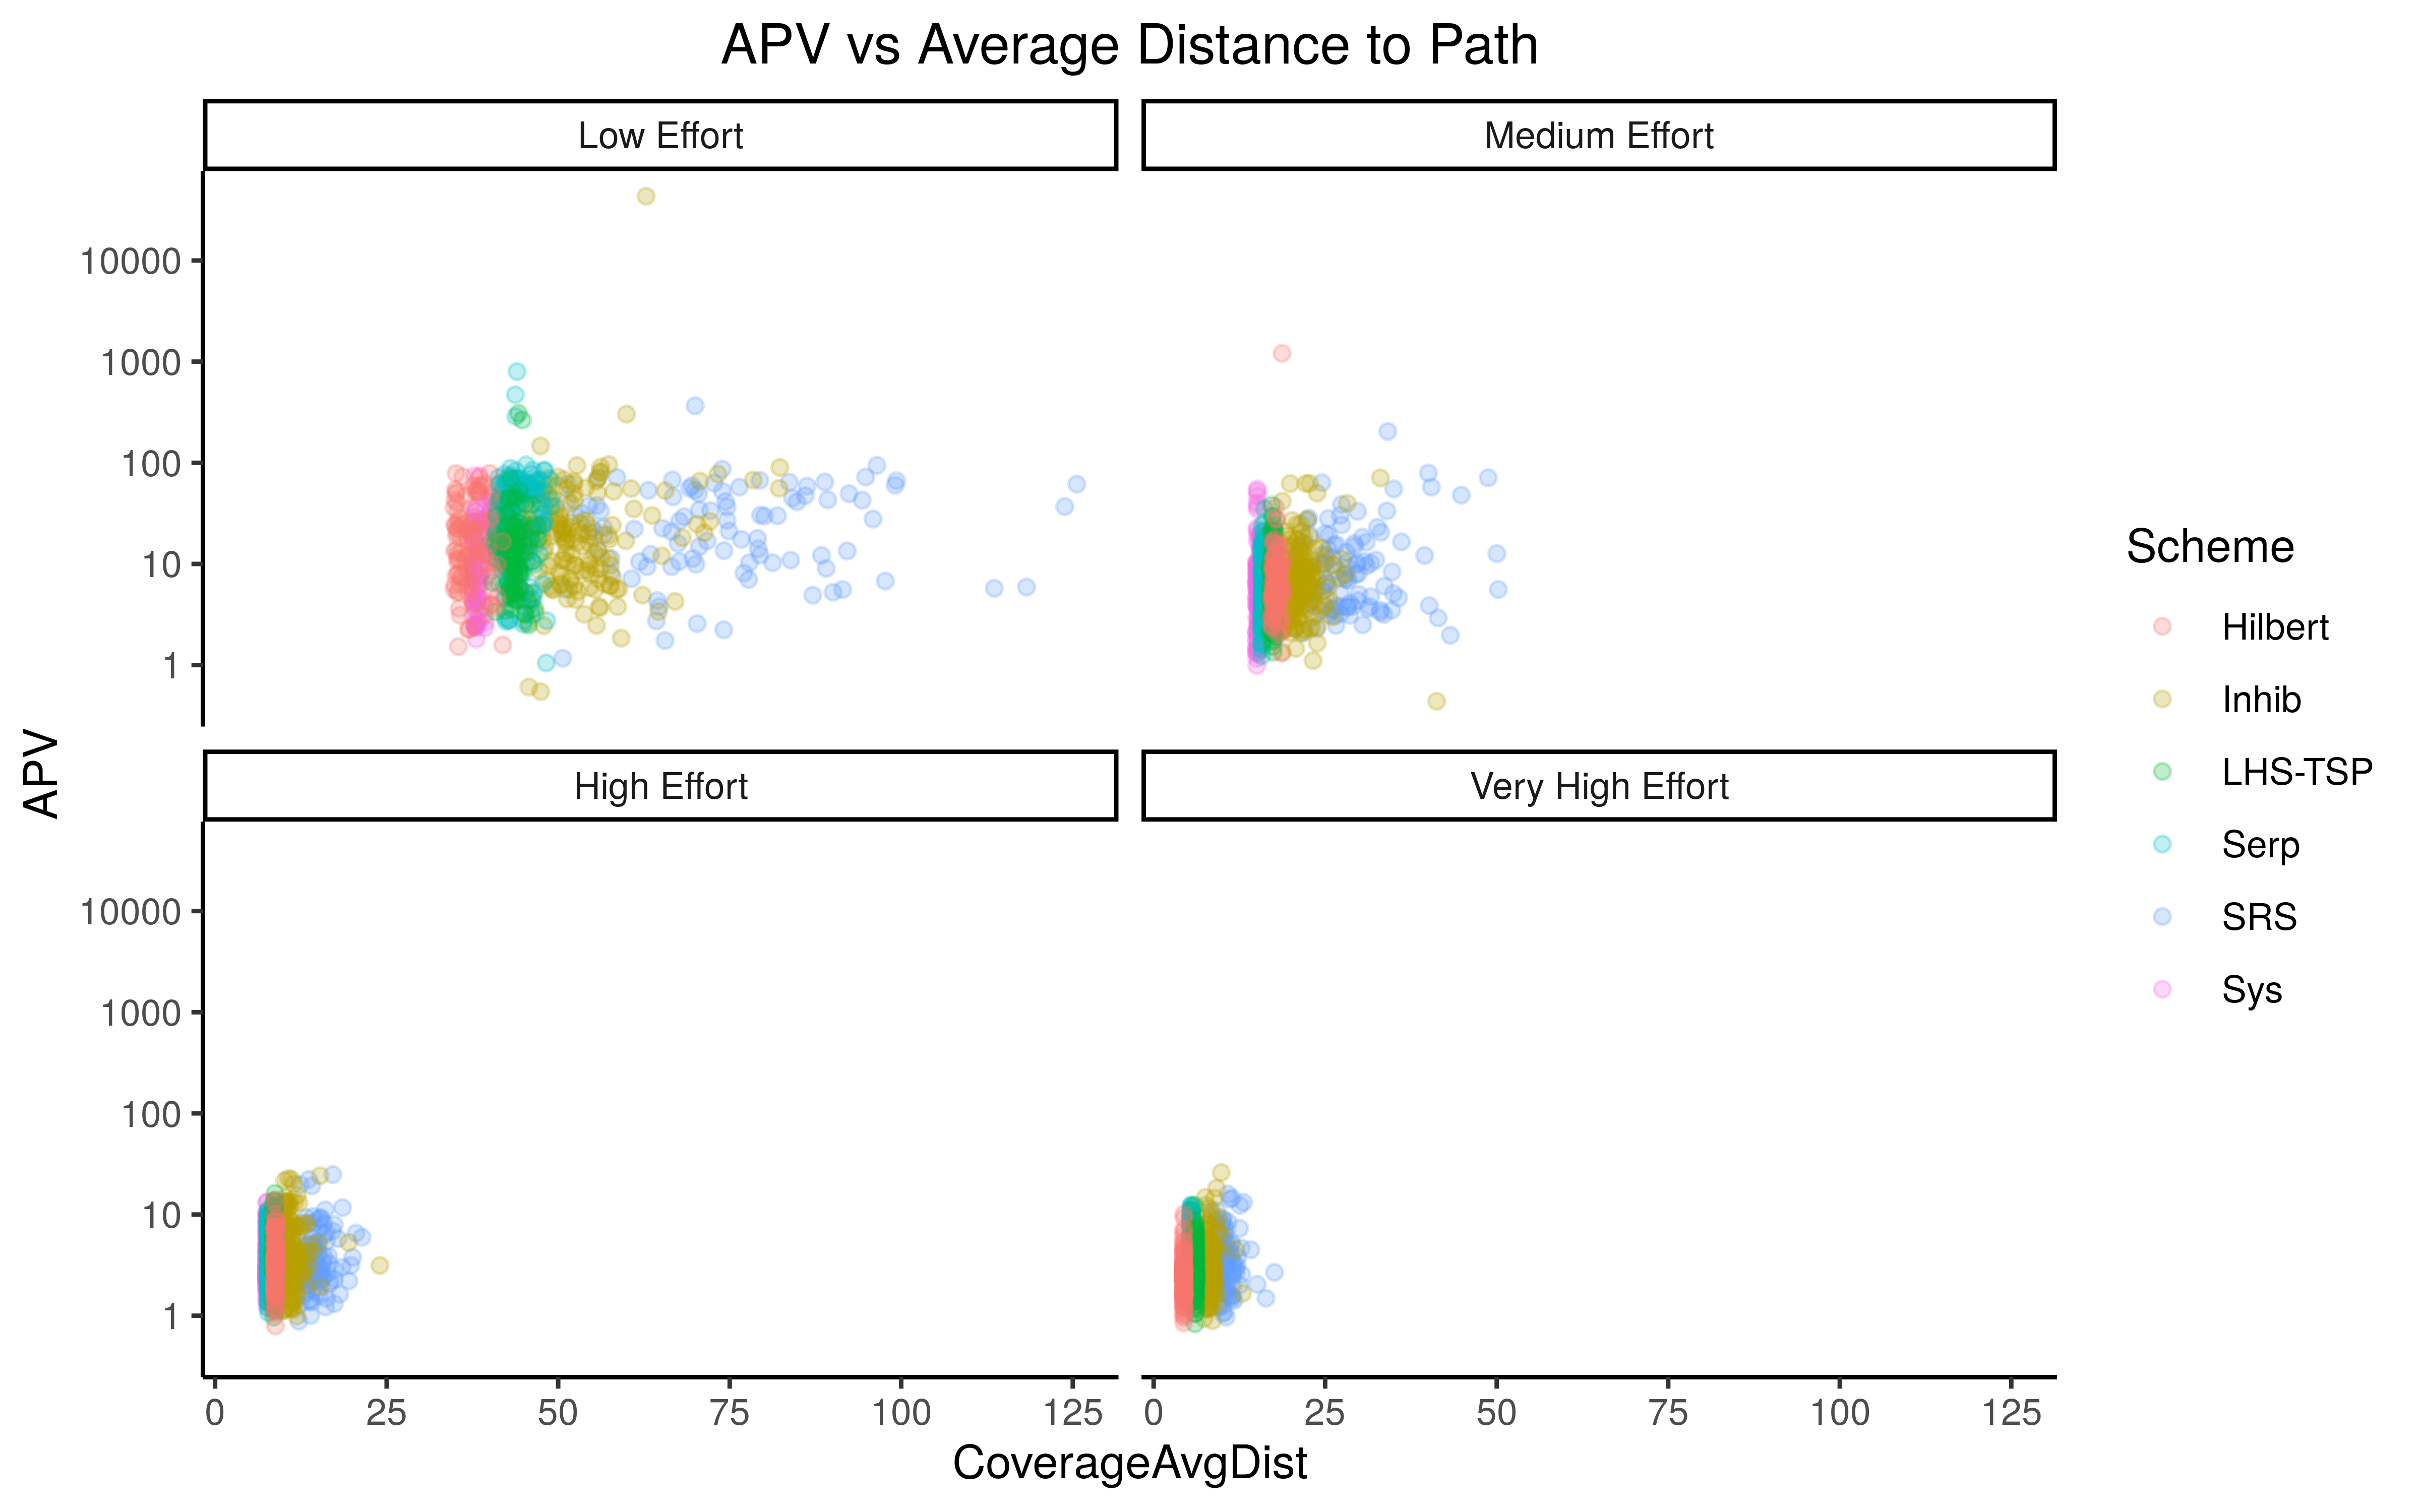 APV vs Average Distance to Path
Low Effort
Medium Effort
10000
1000
100
10
1
APV
High Effort
Very High Effort
10000
1000
100
10
1
0 25 50 75 100 125
0 25 50 75 100 125
CoverageAvgDist
Scheme
Hilbert
Inhib
LHS-TSP
Serp
SRS
Sys